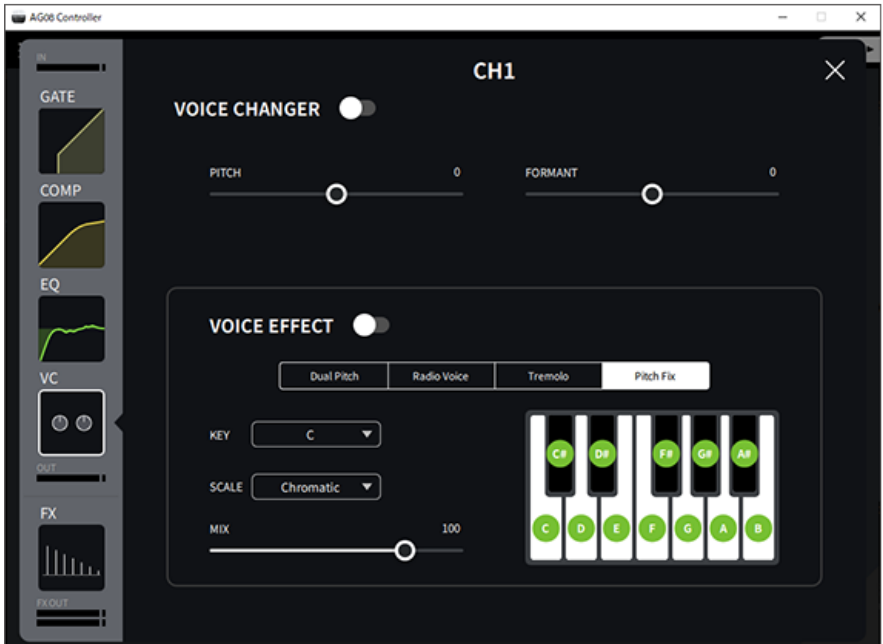 AG08 Controller
CH1
IN
GATE
COMP
EQ
VC
OUT
FX
FX OUT
VOICE CHANGER
PITCH 0 FORMANT 0
VOICE EFFECT
Dual Pitch Radio Voice Tremolo Pitch Fix
KEY C
SCALE Chromatic
MIX 100
C# D# F# G# A#
C D E F G A B